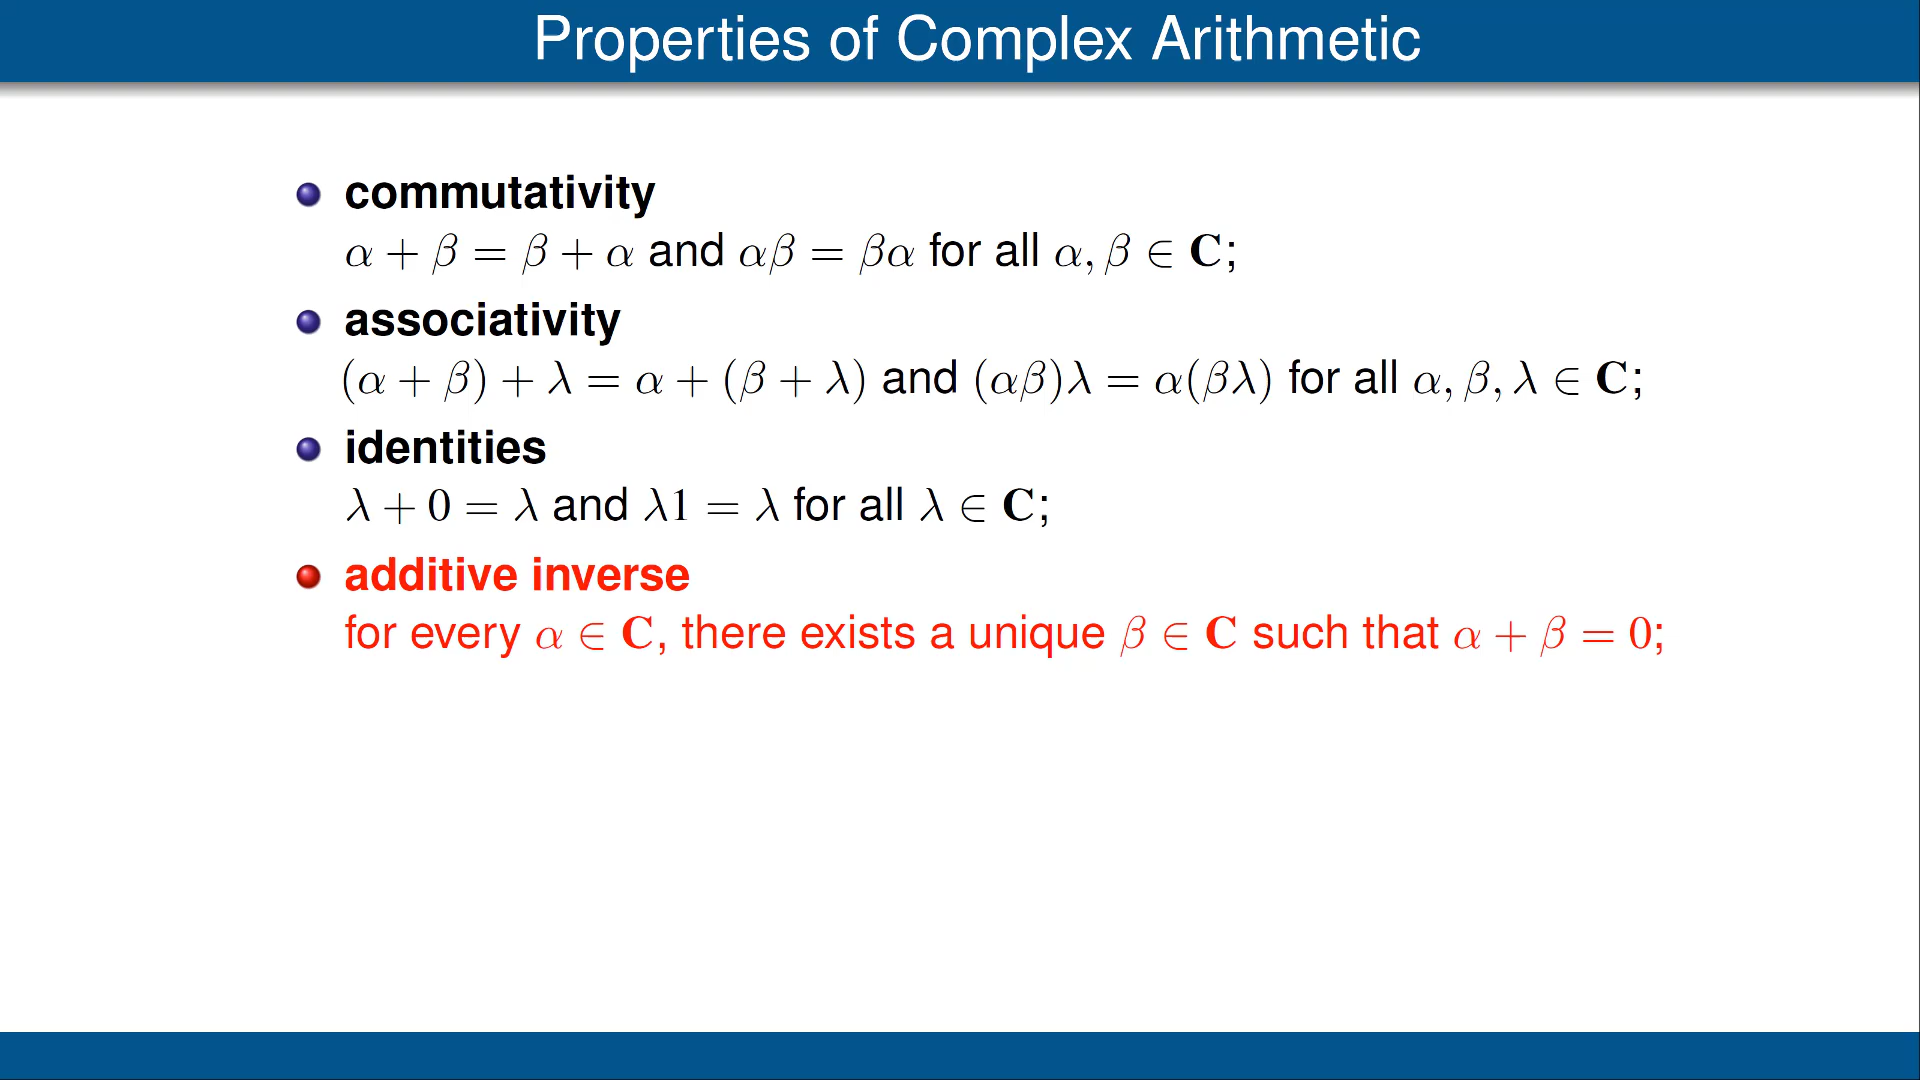 Properties of Complex Arithmetic
commutativity
α + β = β + α and αβ = βα for all α, β ∈ C;
associativity
(α + β) + λ = α + (β + λ) and (αβ)λ = α(βλ) for all α, β, λ ∈ C;
identities
λ + 0 = λ and λ1 = λ for all λ ∈ C;
additive inverse
for every α ∈ C, there exists a unique β ∈ C such that α + β = 0;